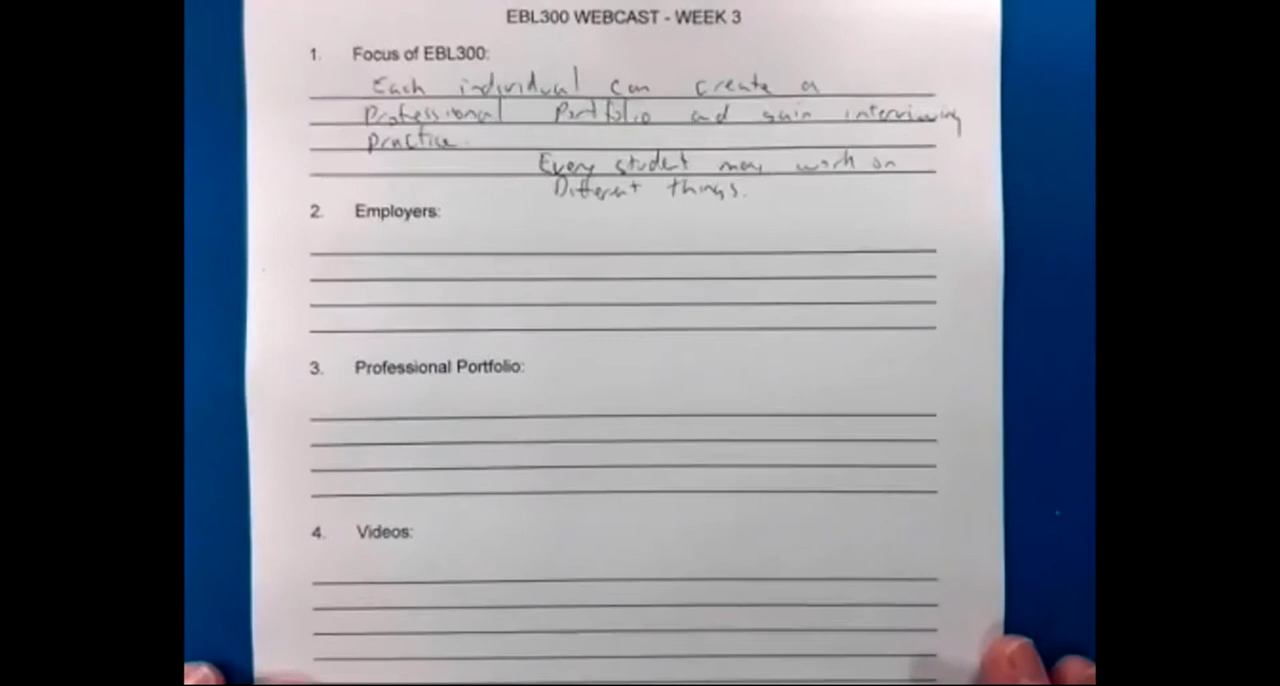 EBL300 WEBCAST - WEEK 3
1. Focus of EBL300:
Each individual can create a
Professional Portfolio and gain interviewing
practice.
Every student may work on
Different things.
2. Employers:
3. Professional Portfolio:
4. Videos: